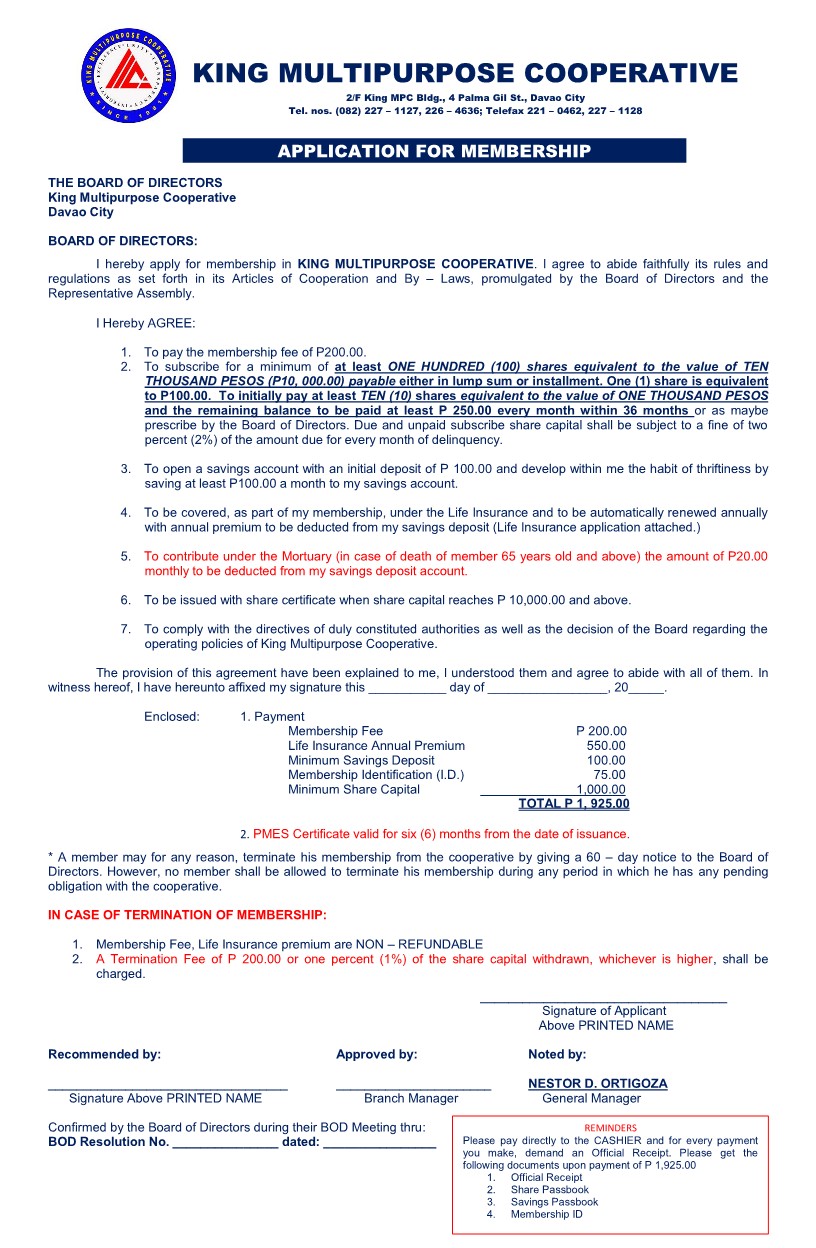 KING MULTIPURPOSE COOPERATIVE
EXCELLENCE·UNITY·TRANSPARENCY·INTEGRITY
★ SINCE 1991 ★
KING MULTIPURPOSE COOPERATIVE
2/F King MPC Bldg., 4 Palma Gil St., Davao City
Tel. nos. (082) 227 – 1127, 226 – 4636; Telefax 221 – 0462, 227 – 1128
APPLICATION FOR MEMBERSHIP
THE BOARD OF DIRECTORS
King Multipurpose Cooperative
Davao City
BOARD OF DIRECTORS:
I hereby apply for membership in KING MULTIPURPOSE COOPERATIVE. I agree to abide faithfully its rules and
regulations as set forth in its Articles of Cooperation and By – Laws, promulgated by the Board of Directors and the
Representative Assembly.
I Hereby AGREE:
1. To pay the membership fee of P200.00.
2. To subscribe for a minimum of at least ONE HUNDRED (100) shares equivalent to the value of TEN
THOUSAND PESOS (P10, 000.00) payable either in lump sum or installment. One (1) share is equivalent
to P100.00. To initially pay at least TEN (10) shares equivalent to the value of ONE THOUSAND PESOS
and the remaining balance to be paid at least P 250.00 every month within 36 months or as maybe
prescribe by the Board of Directors. Due and unpaid subscribe share capital shall be subject to a fine of two
percent (2%) of the amount due for every month of delinquency.
3. To open a savings account with an initial deposit of P 100.00 and develop within me the habit of thriftiness by
saving at least P100.00 a month to my savings account.
4. To be covered, as part of my membership, under the Life Insurance and to be automatically renewed annually
with annual premium to be deducted from my savings deposit (Life Insurance application attached.)
5. To contribute under the Mortuary (in case of death of member 65 years old and above) the amount of P20.00
monthly to be deducted from my savings deposit account.
6. To be issued with share certificate when share capital reaches P 10,000.00 and above.
7. To comply with the directives of duly constituted authorities as well as the decision of the Board regarding the
operating policies of King Multipurpose Cooperative.
The provision of this agreement have been explained to me, I understood them and agree to abide with all of them. In
witness hereof, I have hereunto affixed my signature this ___________ day of _________________, 20_____.
Enclosed: 1. Payment
Membership Fee P 200.00
Life Insurance Annual Premium 550.00
Minimum Savings Deposit 100.00
Membership Identification (I.D.) 75.00
Minimum Share Capital 1,000.00
TOTAL P 1, 925.00
2. PMES Certificate valid for six (6) months from the date of issuance.
* A member may for any reason, terminate his membership from the cooperative by giving a 60 – day notice to the Board of
Directors. However, no member shall be allowed to terminate his membership during any period in which he has any pending
obligation with the cooperative.
IN CASE OF TERMINATION OF MEMBERSHIP:
1. Membership Fee, Life Insurance premium are NON – REFUNDABLE
2. A Termination Fee of P 200.00 or one percent (1%) of the share capital withdrawn, whichever is higher, shall be
charged.
Signature of Applicant
Above PRINTED NAME
Recommended by: Approved by: Noted by:
NESTOR D. ORTIGOZA
Signature Above PRINTED NAME Branch Manager General Manager
Confirmed by the Board of Directors during their BOD Meeting thru:
BOD Resolution No. ________________ dated: _________________
REMINDERS
Please pay directly to the CASHIER and for every payment
you make, demand an Official Receipt. Please get the
following documents upon payment of P 1,925.00
1. Official Receipt
2. Share Passbook
3. Savings Passbook
4. Membership ID